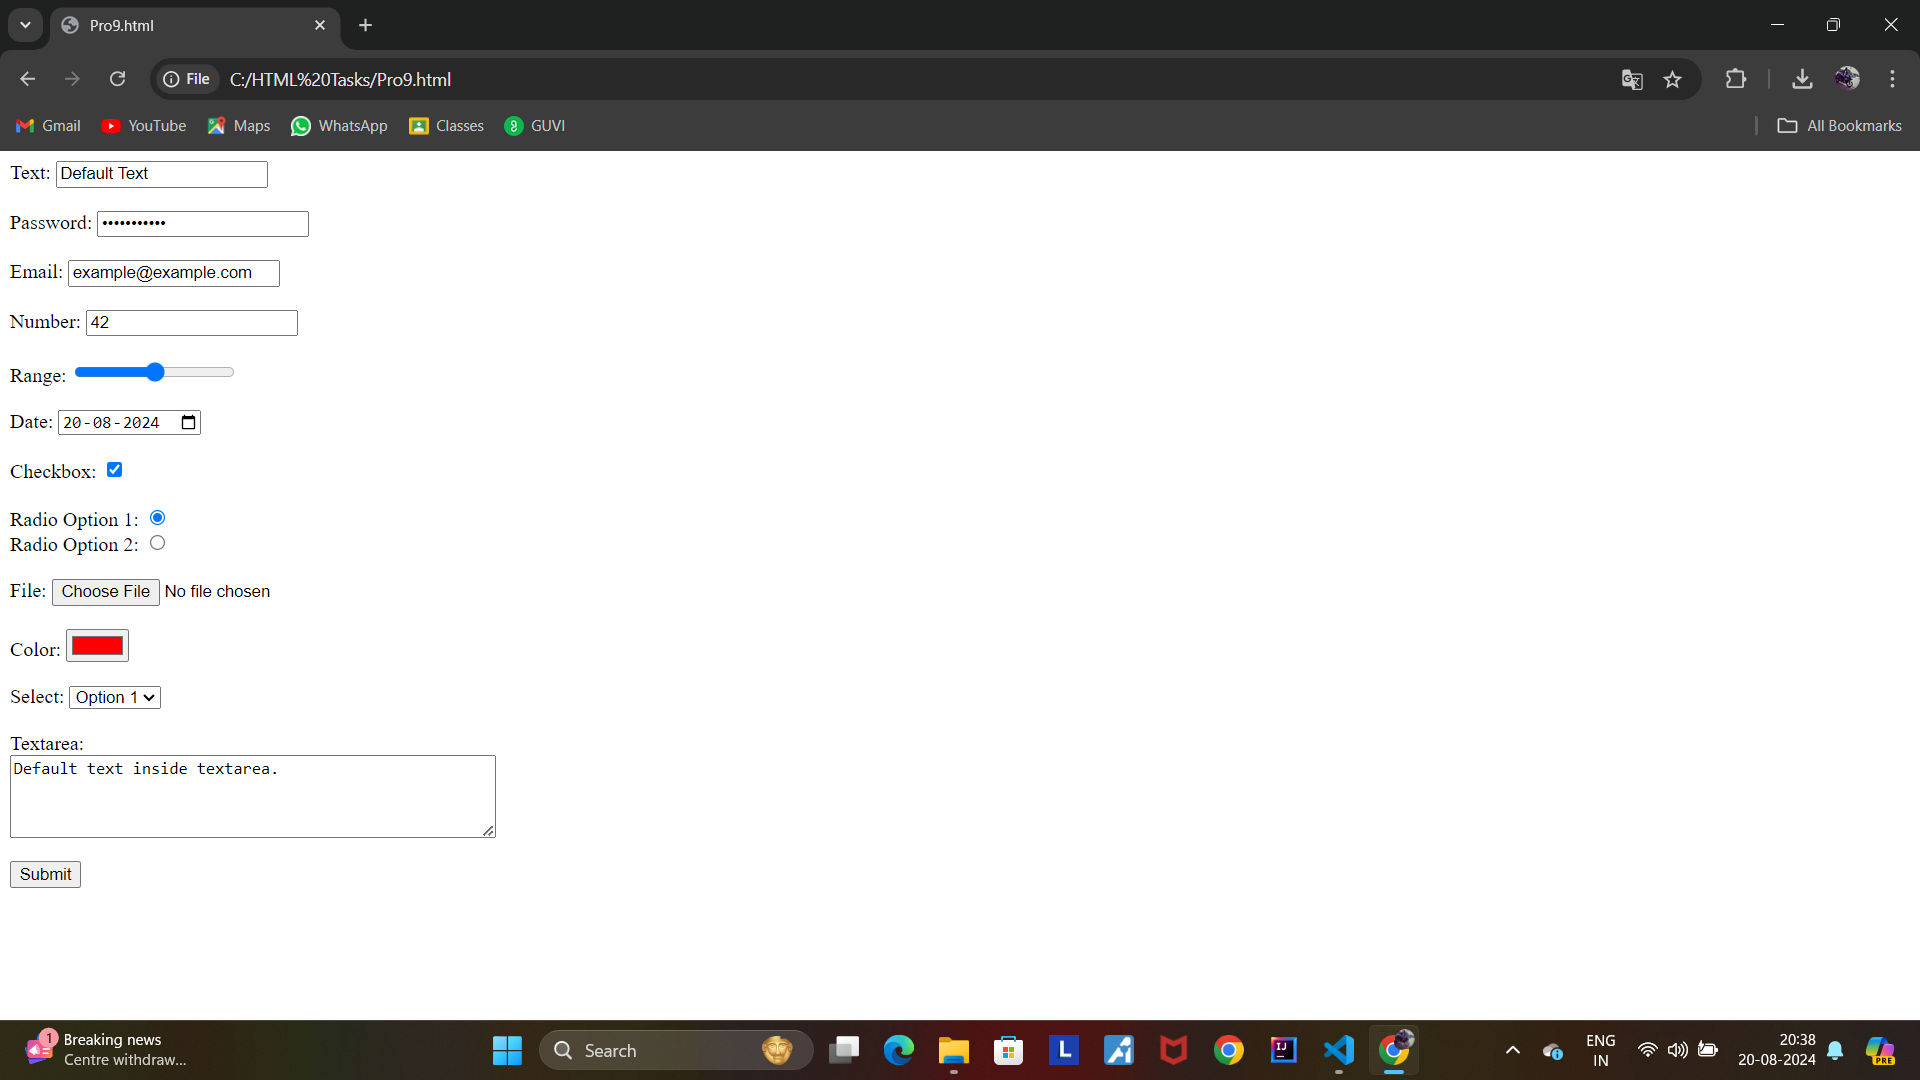 Pro9.html
File C:/HTML%20Tasks/Pro9.html
Gmail YouTube Maps WhatsApp Classes GUVI All Bookmarks
Text: Default Text
Password: •••••••••••
Email: example@example.com
Number: 42
Range:
Date: 20-08-2024
Checkbox:
Radio Option 1:
Radio Option 2:
File: Choose File No file chosen
Color:
Select: Option 1
Textarea:
Default text inside textarea.
Submit
1 Breaking news
Centre withdraw...
Search
L
IJ
ENG
IN
20:38
20-08-2024
PRE